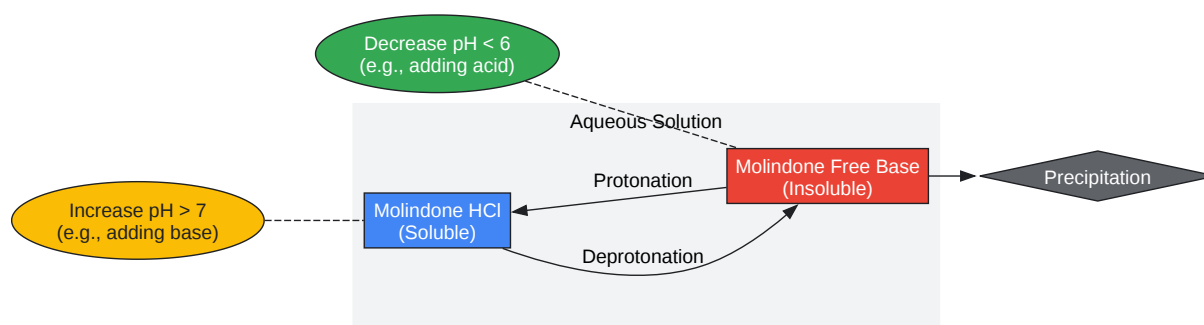 Decrease pH < 6
(e.g., adding acid)
Aqueous Solution
Molindone Free Base
(Insoluble)
Precipitation
Protonation
Increase pH > 7
(e.g., adding base)
Molindone HCl
(Soluble)
Deprotonation